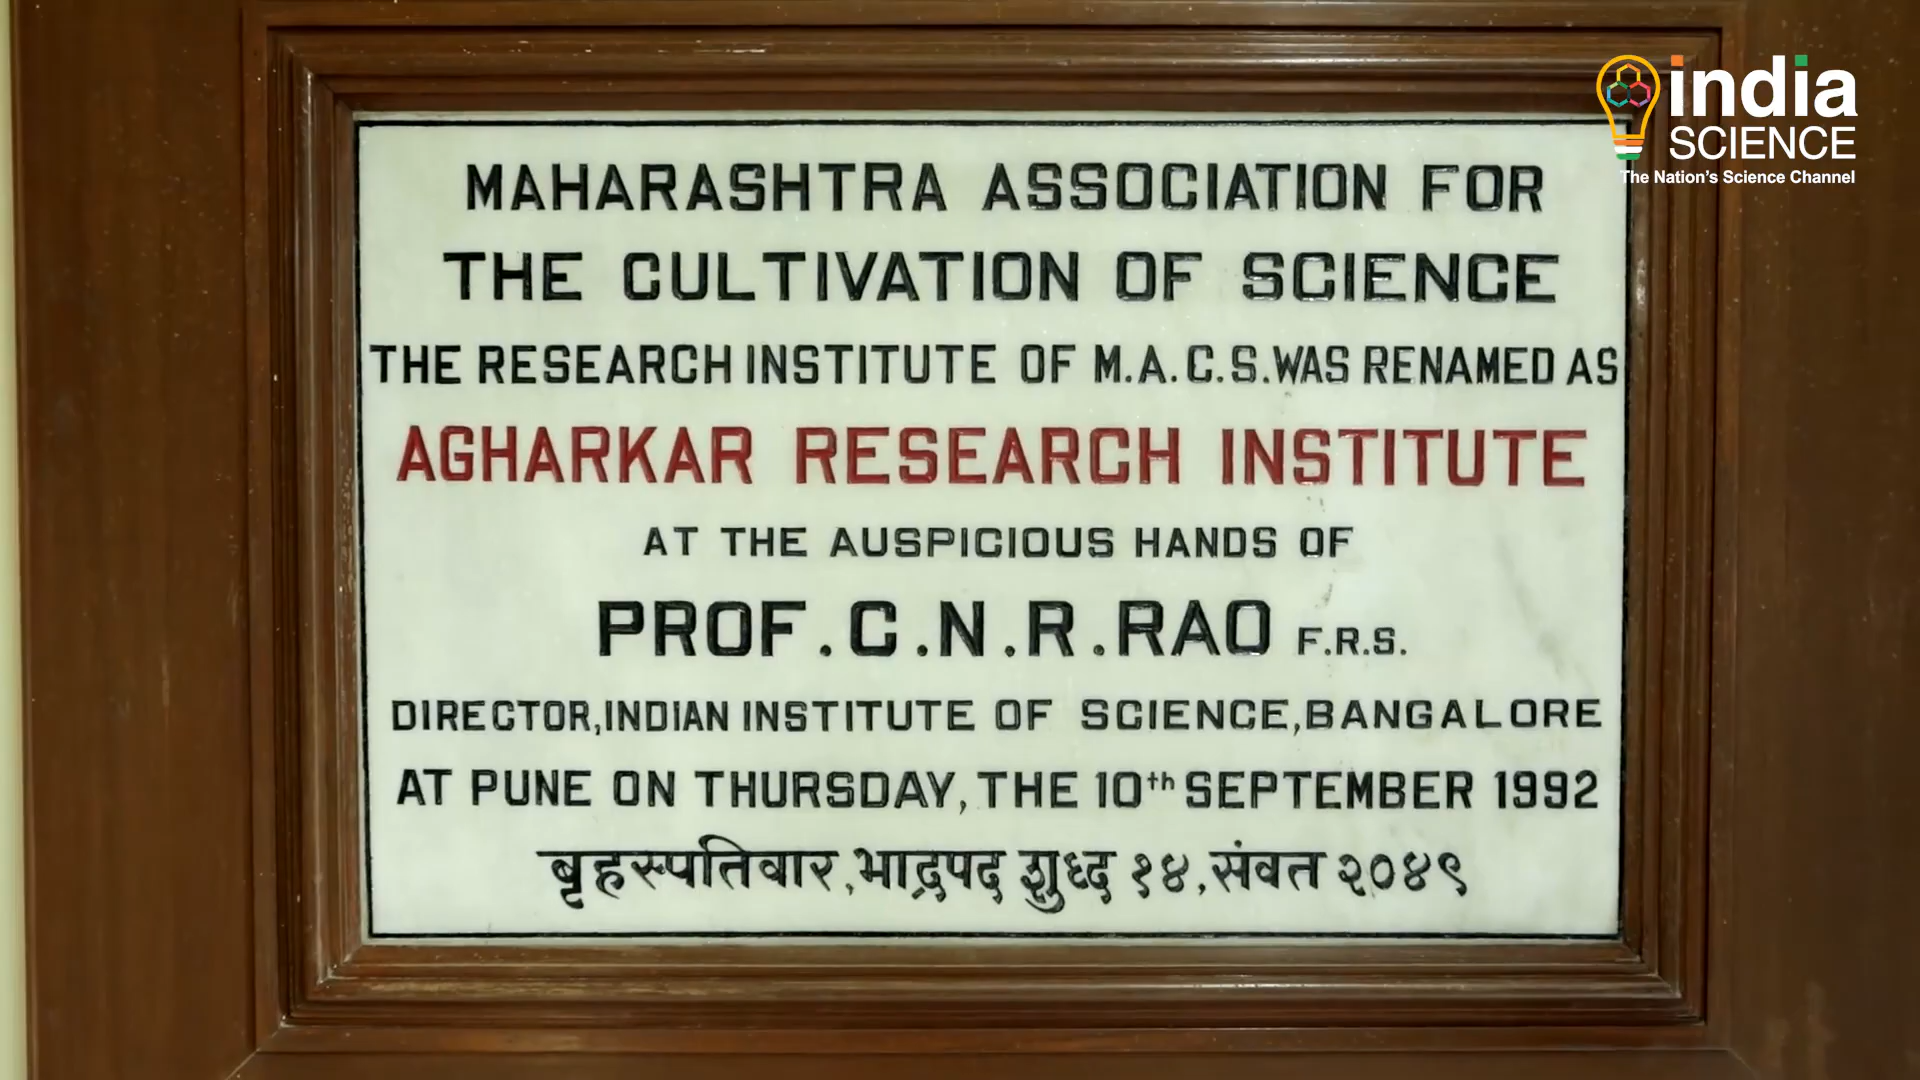 india
SCIENCE
The Nation's Science Channel
MAHARASHTRA ASSOCIATION FOR
THE CULTIVATION OF SCIENCE
THE RESEARCH INSTITUTE OF M.A.C.S. WAS RENAMED AS
AGHARKAR RESEARCH INSTITUTE
AT THE AUSPICIOUS HANDS OF
PROF. C.N.R. RAO F.R.S.
DIRECTOR, INDIAN INSTITUTE OF SCIENCE, BANGALORE
AT PUNE ON THURSDAY, THE 10th SEPTEMBER 1992
बृहस्पतिवार, भाद्रपद शुध्द १४, संवत २०४९